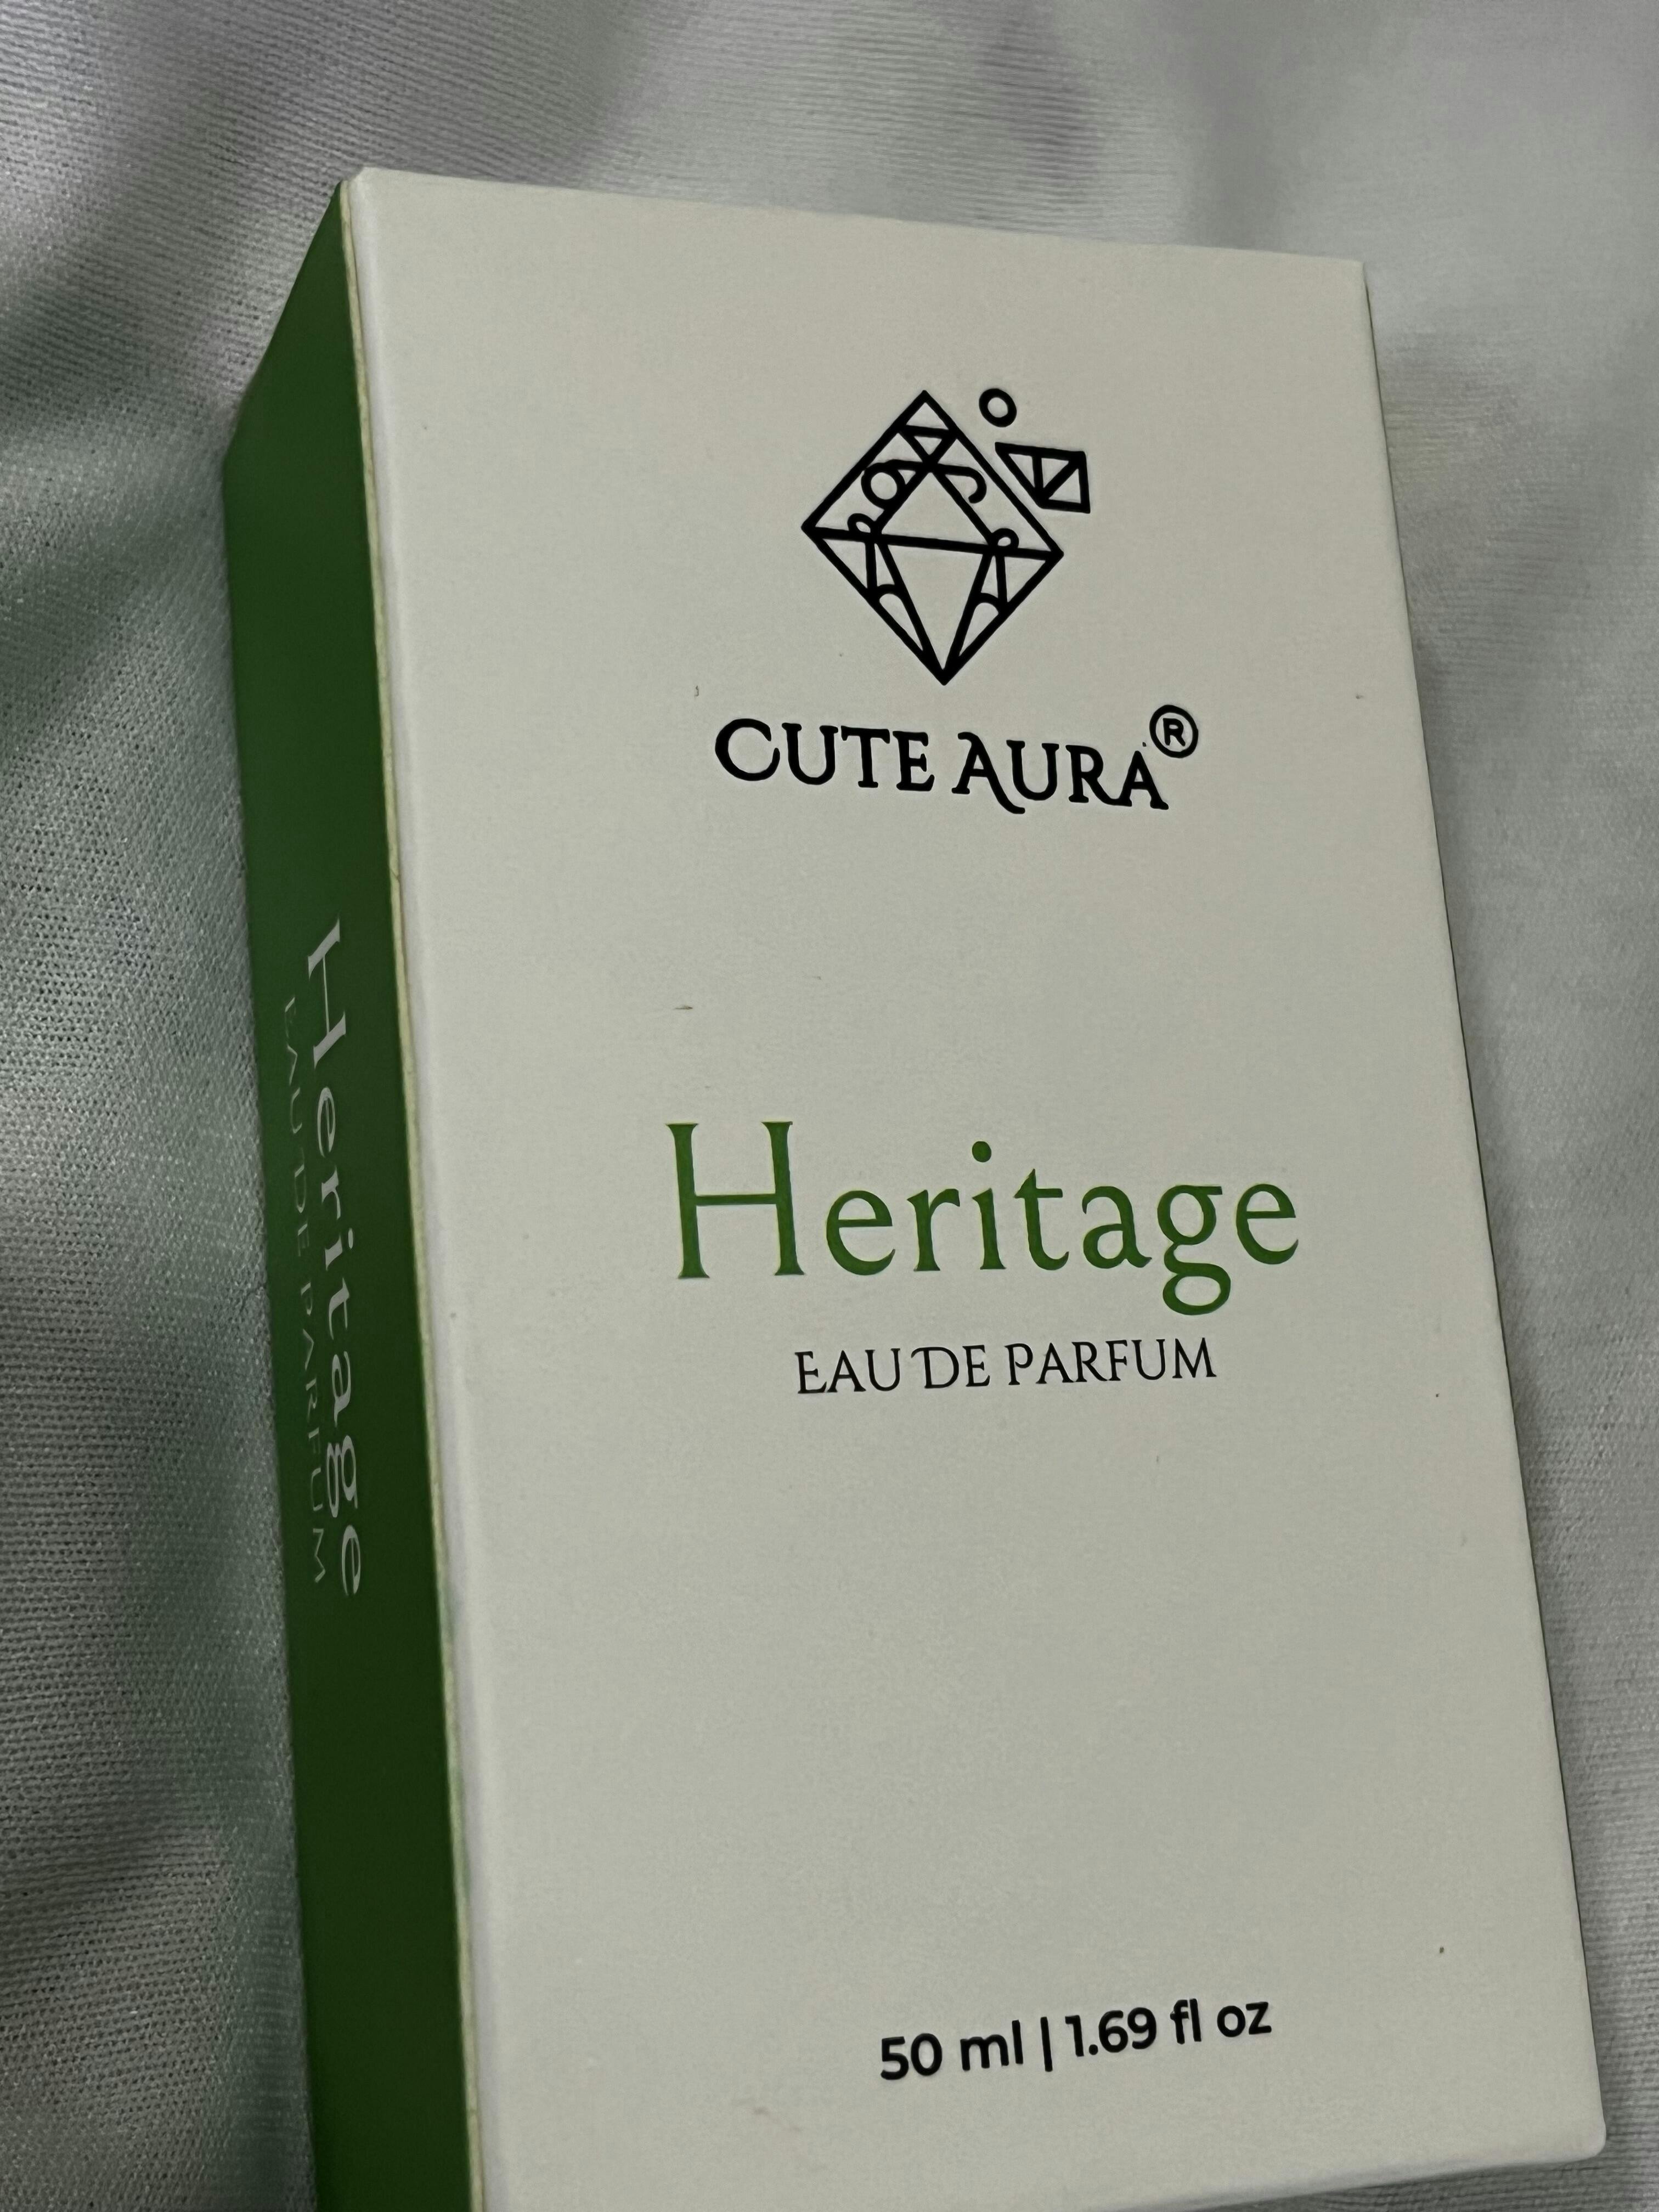 CUTE AURA®
Heritage
EAU DE PARFUM
50 ml | 1.69 fl oz
Heritage
EAU DE PARFUM